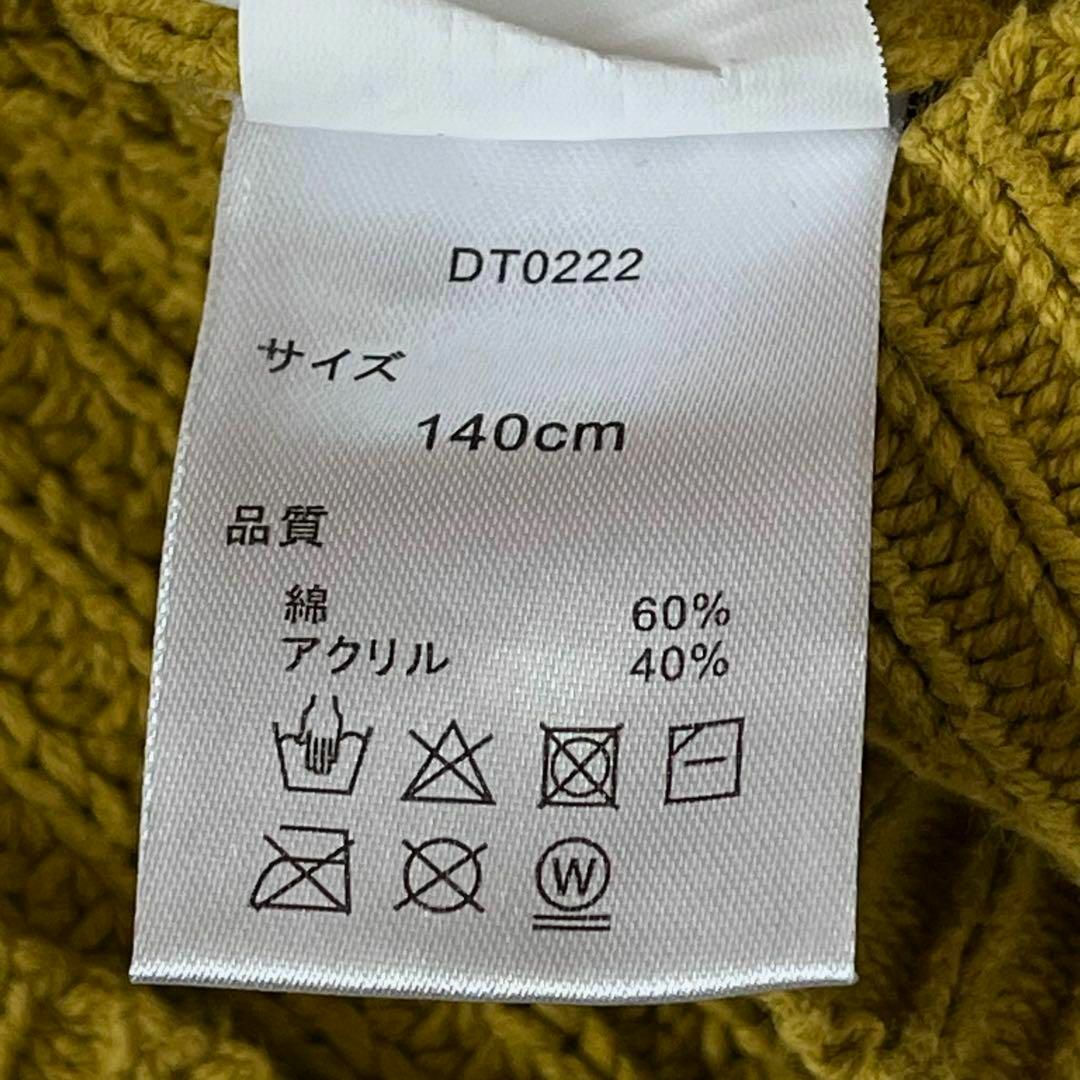 DT0222
サイズ
140cm
品質
綿 60%
アクリル 40%
W